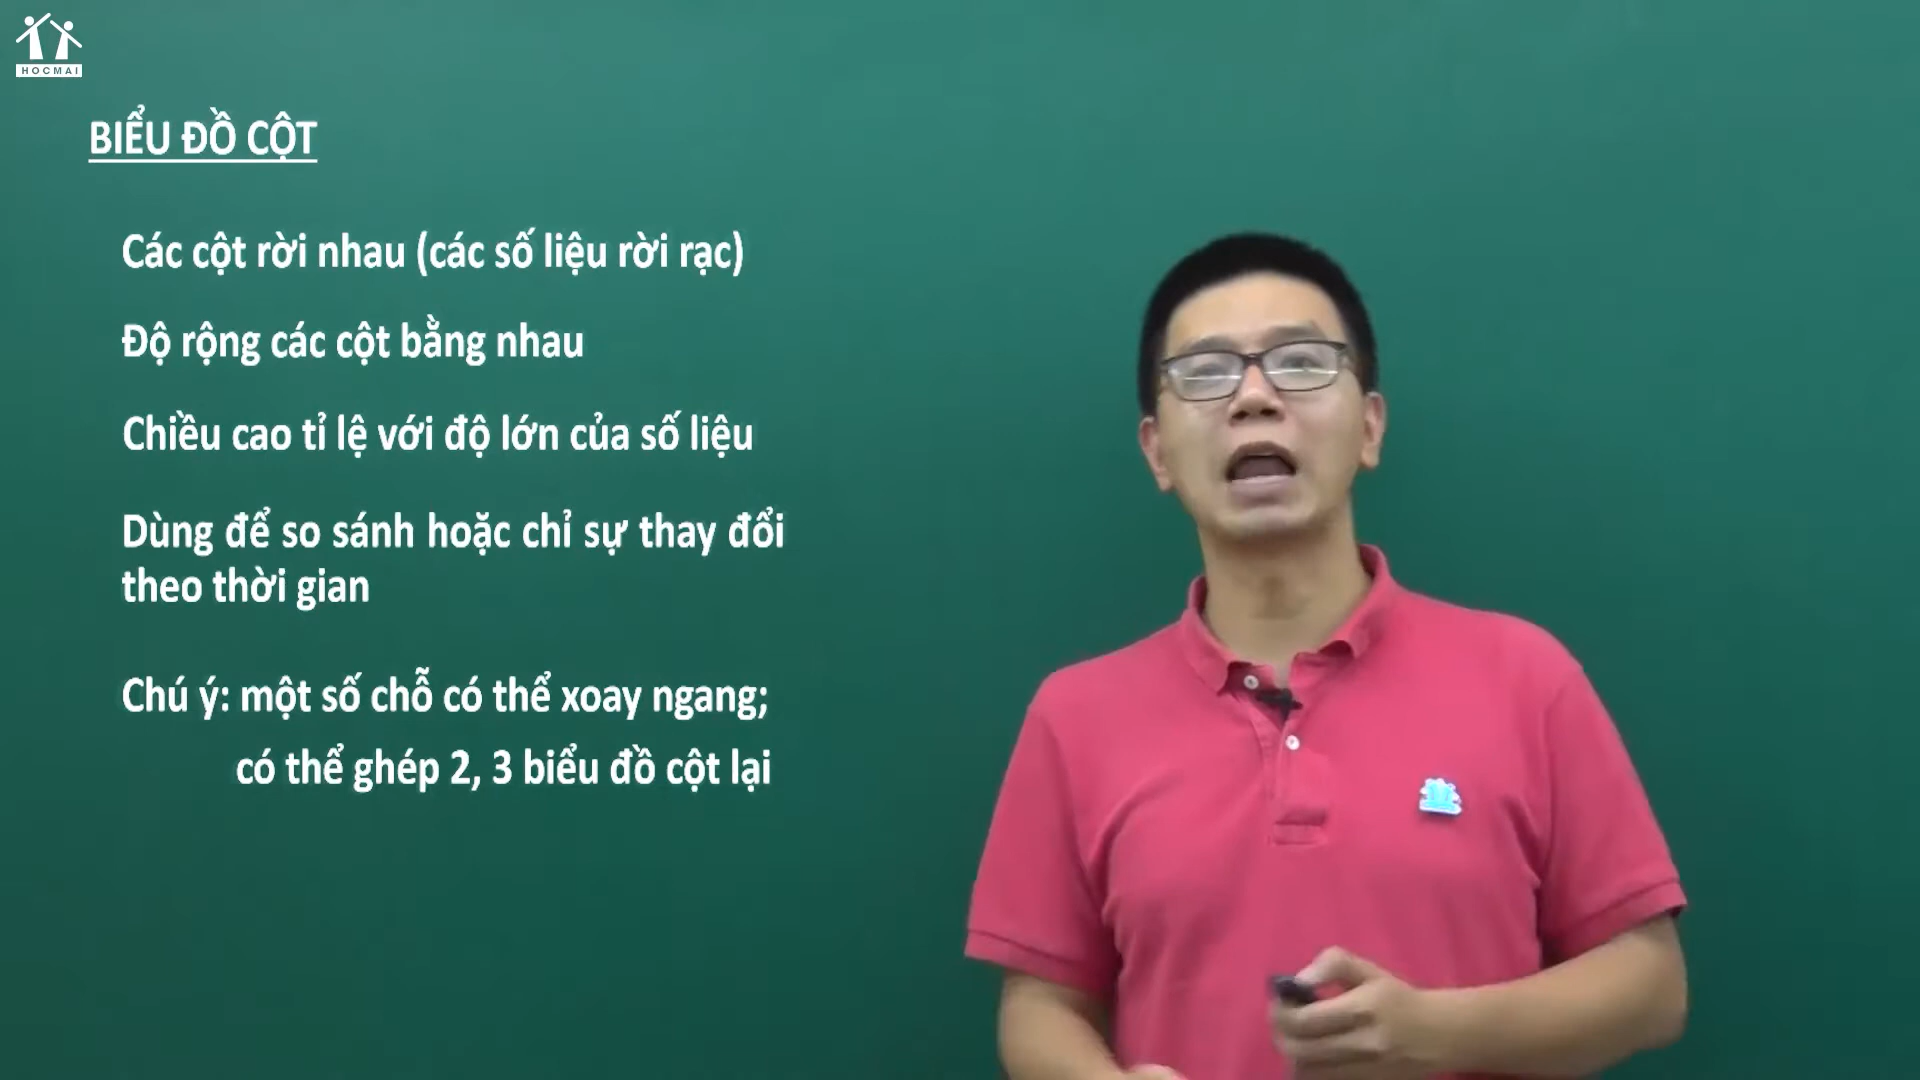 HOCMAI
BIỂU ĐỒ CỘT
Các cột rời nhau (các số liệu rời rạc)
Độ rộng các cột bằng nhau
Chiều cao tỉ lệ với độ lớn của số liệu
Dùng để so sánh hoặc chỉ sự thay đổi
theo thời gian
Chú ý: một số chỗ có thể xoay ngang;
có thể ghép 2, 3 biểu đồ cột lại